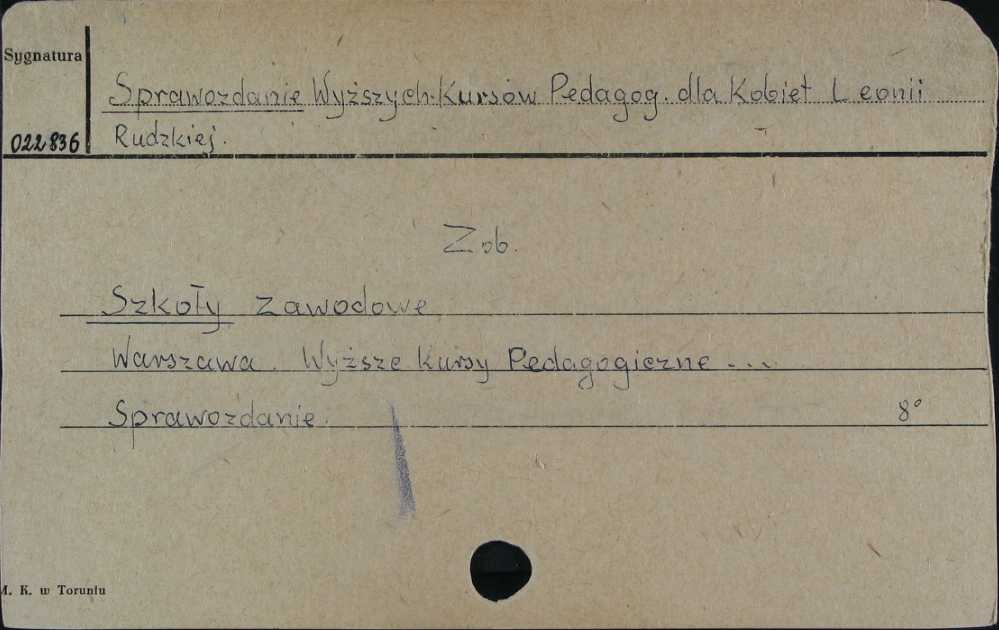 Sygnatura
Sprawozdanie Wyższych Kursów Pedagog. dla Kobiet Leonii
022836 Rudzkiej.
Zob.
Szkoły zawodowe
Warszawa. Wyższe Kursy Pedagogiczne ...
Sprawozdanie. 8°
M. K. w Toruniu